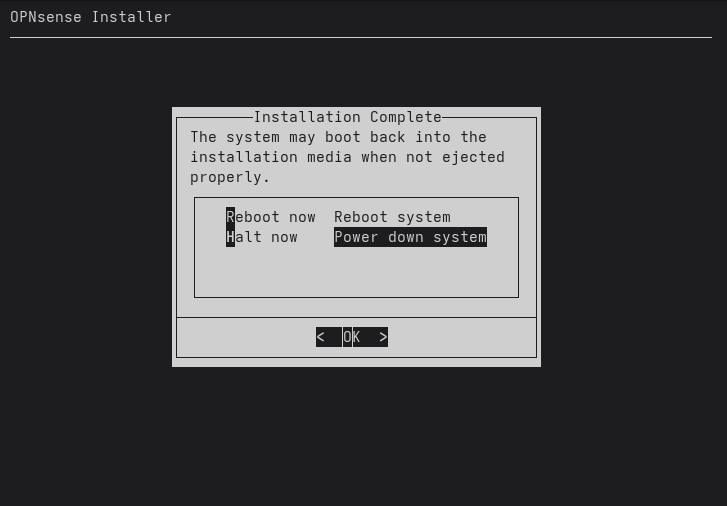 OPNsense Installer
Installation Complete
The system may boot back into the
installation media when not ejected
properly.
Reboot now  Reboot system
Halt now  Power down system
<  OK  >